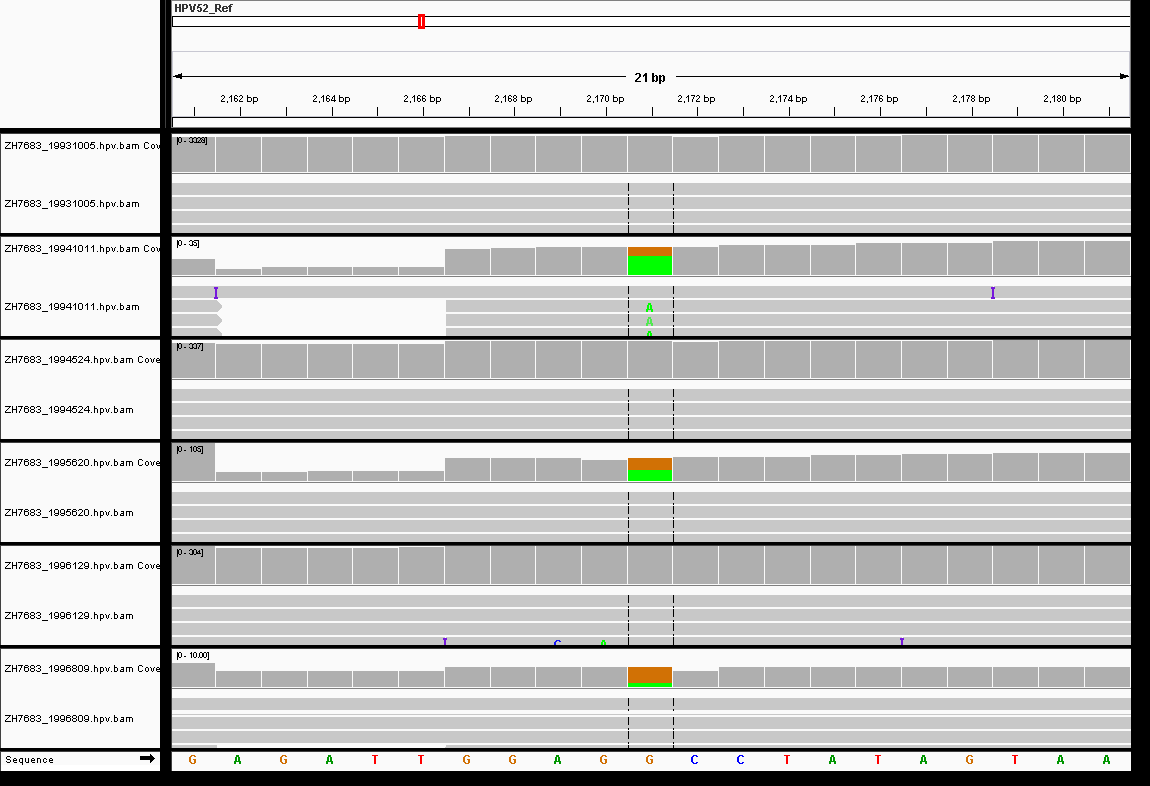 HPV52_Ref
21 bp
2,162 bp 2,164 bp 2,166 bp 2,168 bp 2,170 bp 2,172 bp 2,174 bp 2,176 bp 2,178 bp 2,180 bp
ZH7683_19931005.hpv.bam Cov
[0 - 3328]
ZH7683_19931005.hpv.bam
ZH7683_19941011.hpv.bam Cov
[0 - 35]
I I
ZH7683_19941011.hpv.bam
A
A
A
ZH7683_1994524.hpv.bam Cove
[0 - 337]
ZH7683_1994524.hpv.bam
ZH7683_1995620.hpv.bam Cove
[0 - 105]
ZH7683_1995620.hpv.bam
ZH7683_1996129.hpv.bam Cove
[0 - 304]
ZH7683_1996129.hpv.bam
I C A I
ZH7683_1996809.hpv.bam Cove
[0 - 10.00]
ZH7683_1996809.hpv.bam
Sequence G A G A T T G G A G G C C T A T A G T A A